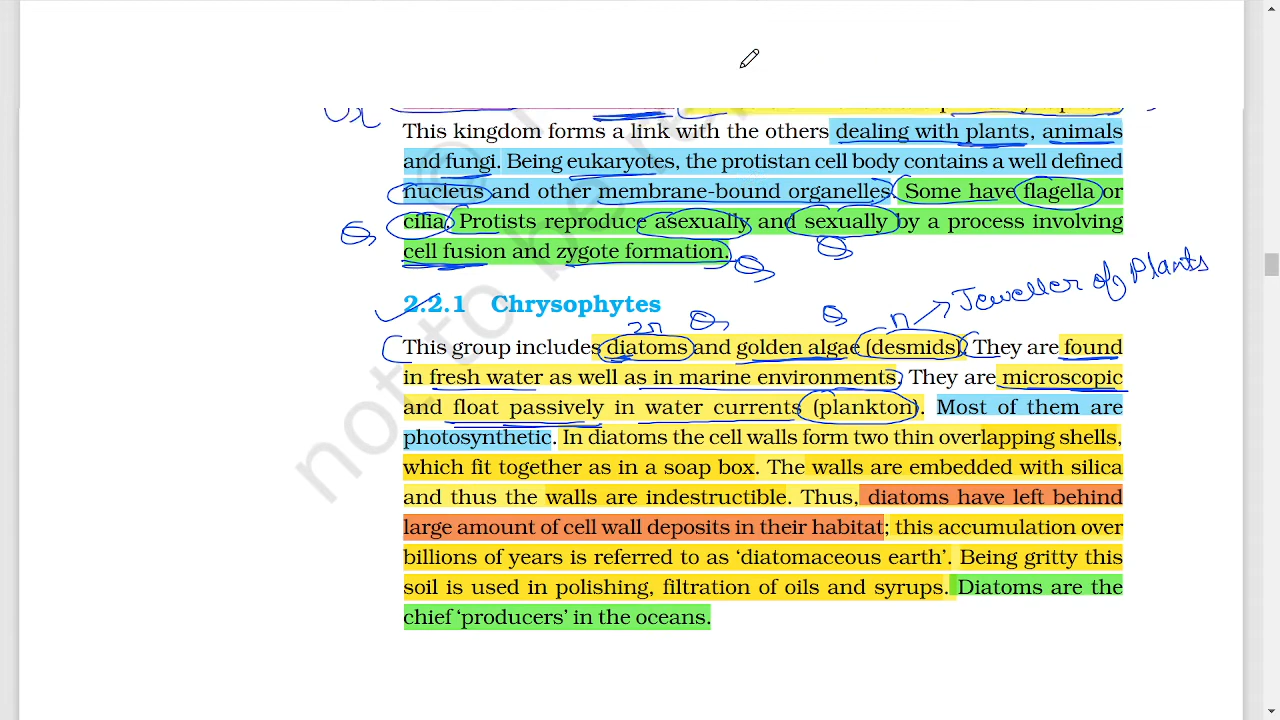 This kingdom forms a link with the others dealing with plants, animals
and fungi. Being eukaryotes, the protistan cell body contains a well defined
nucleus and other membrane-bound organelles. Some have flagella or
cilia. Protists reproduce asexually and sexually by a process involving
cell fusion and zygote formation.
Jeweller of Plants
2.2.1 Chrysophytes
2n
n
This group includes diatoms and golden algae (desmids). They are found
in fresh water as well as in marine environments. They are microscopic
and float passively in water currents (plankton). Most of them are
photosynthetic. In diatoms the cell walls form two thin overlapping shells,
which fit together as in a soap box. The walls are embedded with silica
and thus the walls are indestructible. Thus, diatoms have left behind
large amount of cell wall deposits in their habitat; this accumulation over
billions of years is referred to as ‘diatomaceous earth’. Being gritty this
soil is used in polishing, filtration of oils and syrups. Diatoms are the
chief ‘producers’ in the oceans.
not to be